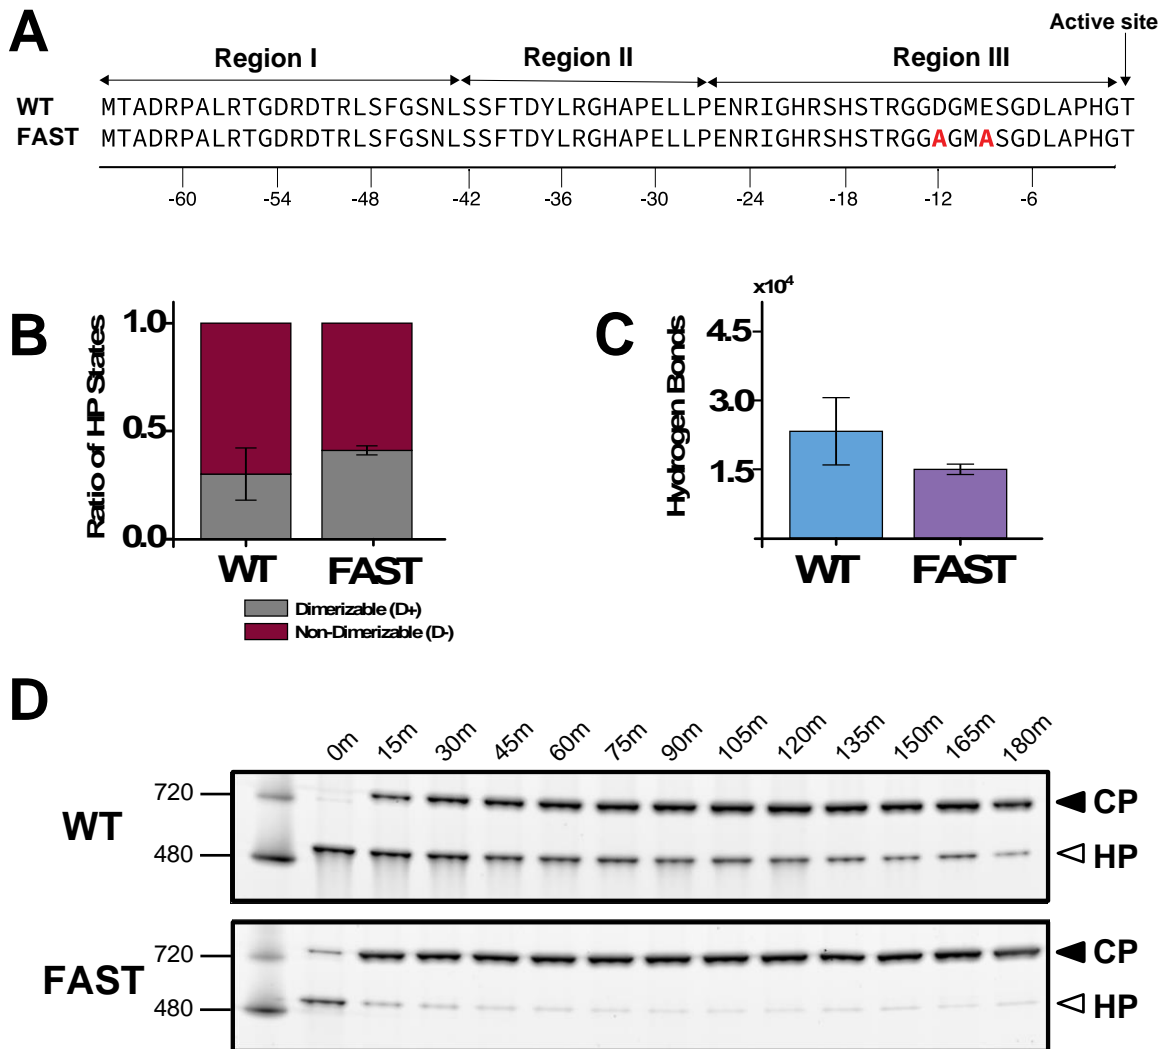 A
Active site
Region I Region II Region III
WT MTADRPALRTGDRDTRLSFGSNLSSFTDYLRGHAPELLPENRIGHRSHSTRGGDGMESGDLAPHGT
FAST MTADRPALRTGDRDTRLSFGSNLSSFTDYLRGHAPELLPENRIGHRSHSTRGGAGMASGDLAPHGT
-60 -54 -48 -42 -36 -30 -24 -18 -12 -6
B
Ratio of HP States
1.0
0.5
0.0
WT FAST
Dimerizable (D+)
Non-Dimerizable (D-)
C
x10⁴
Hydrogen Bonds
4.5
3.0
1.5
WT FAST
D
0m 15m 30m 45m 60m 75m 90m 105m 120m 135m 150m 165m 180m
WT
720
480
CP
HP
FAST
720
480
CP
HP